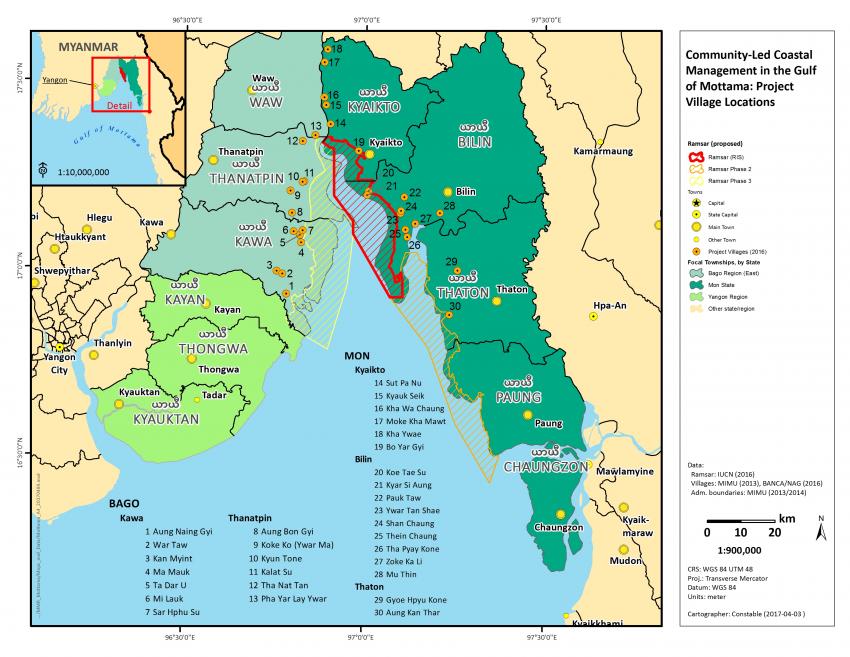 96°30'0"E
97°0'0"E
97°30'0"E
17°30'0"N
17°0'0"N
16°30'0"N
MYANMAR
Yangon
Detail
Gulf of Mottama
1:10,000,000
Waw
ယာယီ
WAW
18
17
16
15
14
13
12
ယာယီ
KYAIKTO
19
Kyaikto
ယာယီ
BILIN
Bilin
Kamarmaung
Thanatpin
ယာယီ
THANATPIN
11
10
9
8
20
21
22
24
23
25
26
27
28
Hlegu
Htaukkyant
Shwepyithar
Kawa
ယာယီ
KAWA
6
7
5
4
3
2
1
29
ယာယီ
THATON
Thaton
30
Hpa-An
ယာယီ
KAYAN
Kayan
ယာယီ
THONGWA
Thongwa
Thanlyin
Yangon
City
Kyauktan
Tadar
ယာယီ
KYAUKTAN
ယာယီ
PAUNG
Paung
ယာယီ
CHAUNGZON
Chaungzon
Mawlamyine
Kyaik-
maraw
Mudon
Kyaikkhami
MON
Kyaikto
14 Sut Pa Nu
15 Kyauk Seik
16 Kha Wa Chaung
17 Moke Kha Mawt
18 Kha Ywae
19 Bo Yar Gyi
Bilin
20 Koe Tae Su
21 Kyar Si Aung
22 Pauk Taw
23 Ywar Tan Shae
24 Shan Chaung
25 Thein Chaung
26 Tha Pyay Kone
27 Zoke Ka Li
28 Mu Thin
Thaton
29 Gyoe Hpyu Kone
30 Aung Kan Thar
BAGO
Kawa
1 Aung Naing Gyi
2 War Taw
3 Kan Myint
4 Ma Mauk
5 Ta Dar U
6 Mi Lauk
7 Sar Hphu Su
Thanatpin
8 Aung Bon Gyi
9 Koke Ko (Ywar Ma)
10 Kyun Tone
11 Kalat Su
12 Tha Nat Tan
13 Pha Yar Lay Ywar
96°30'0"E
97°0'0"E
97°30'0"E
Community-Led Coastal
Management in the Gulf
of Mottama: Project
Village Locations
Ramsar (proposed)
Ramsar (RIS)
Ramsar Phase 2
Ramsar Phase 3
Towns
Capital
State Capital
Main Town
Other Town
Project Villages (2016)
Focal Townships, by State
Bago Region (East)
Mon State
Yangon Region
Other state/region
Data:
Ramsar: IUCN (2016)
Villages: MIMU (2013), BANCA/NAG (2016)
Adm. boundaries: MIMU (2013/2014)
km
0 10 20
N
1:900,000
CRS: WGS 84 UTM 48
Proj.: Transverse Mercator
Datum: WGS 84
Units: meter
Cartographer: Constable (2017-04-03 )